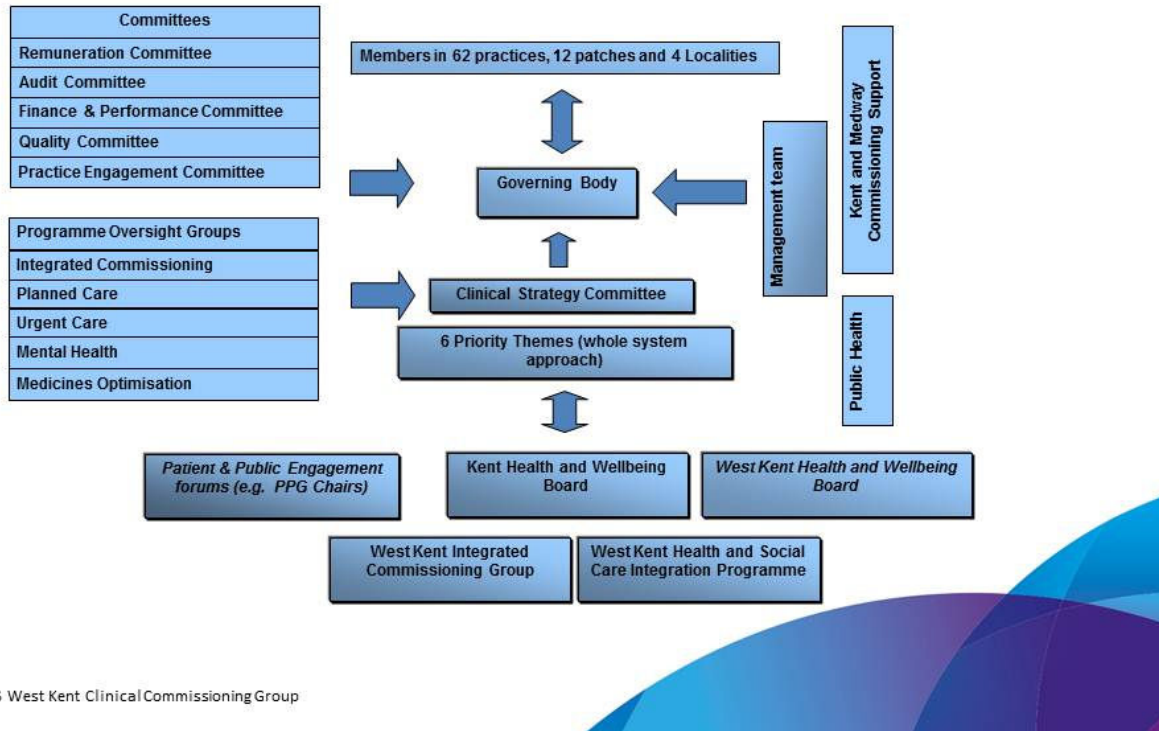 Committees
Remuneration Committee
Audit Committee
Finance & Performance Committee
Quality Committee
Practice Engagement Committee
Members in 62 practices, 12 patches and 4 Localities
Governing Body
Management team
Kent and Medway
Commissioning Support
Public Health
Programme Oversight Groups
Integrated Commissioning
Planned Care
Urgent Care
Mental Health
Medicines Optimisation
Clinical Strategy Committee
6 Priority Themes (whole system
approach)
Patient & Public Engagement
forums (e.g. PPG Chairs)
Kent Health and Wellbeing
Board
West Kent Health and Wellbeing
Board
West Kent Integrated
Commissioning Group
West Kent Health and Social
Care Integration Programme
West Kent Clinical Commissioning Group